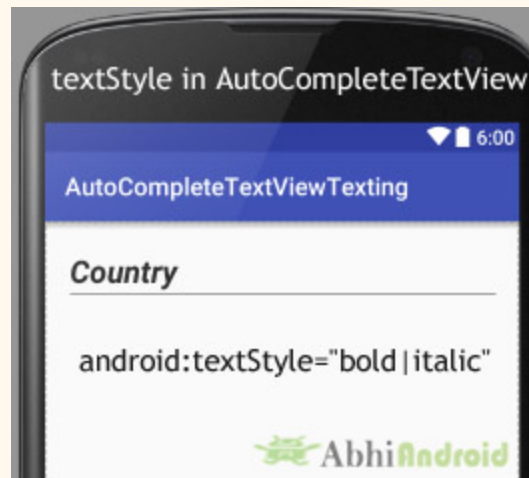 textStyle in AutoCompleteTextView
6:00
AutoCompleteTextViewTexting
Country
android:textStyle="bold|italic"
AbhiAndroid